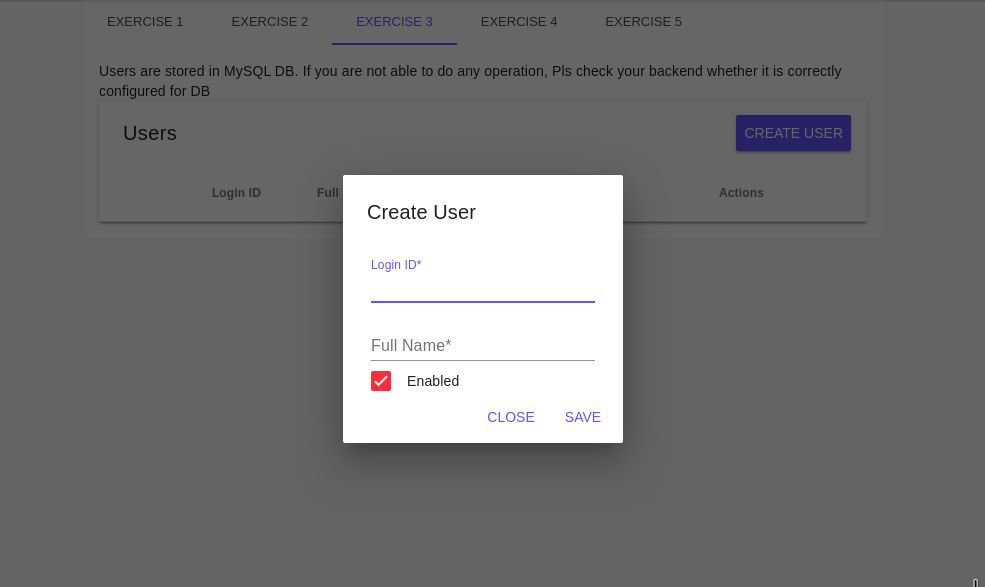 EXERCISE 1 EXERCISE 2 EXERCISE 3 EXERCISE 4 EXERCISE 5
Users are stored in MySQL DB. If you are not able to do any operation, Pls check your backend whether it is correctly
configured for DB
Users CREATE USER
Login ID Full Actions
Create User
Login ID*
Full Name*
Enabled
CLOSE SAVE